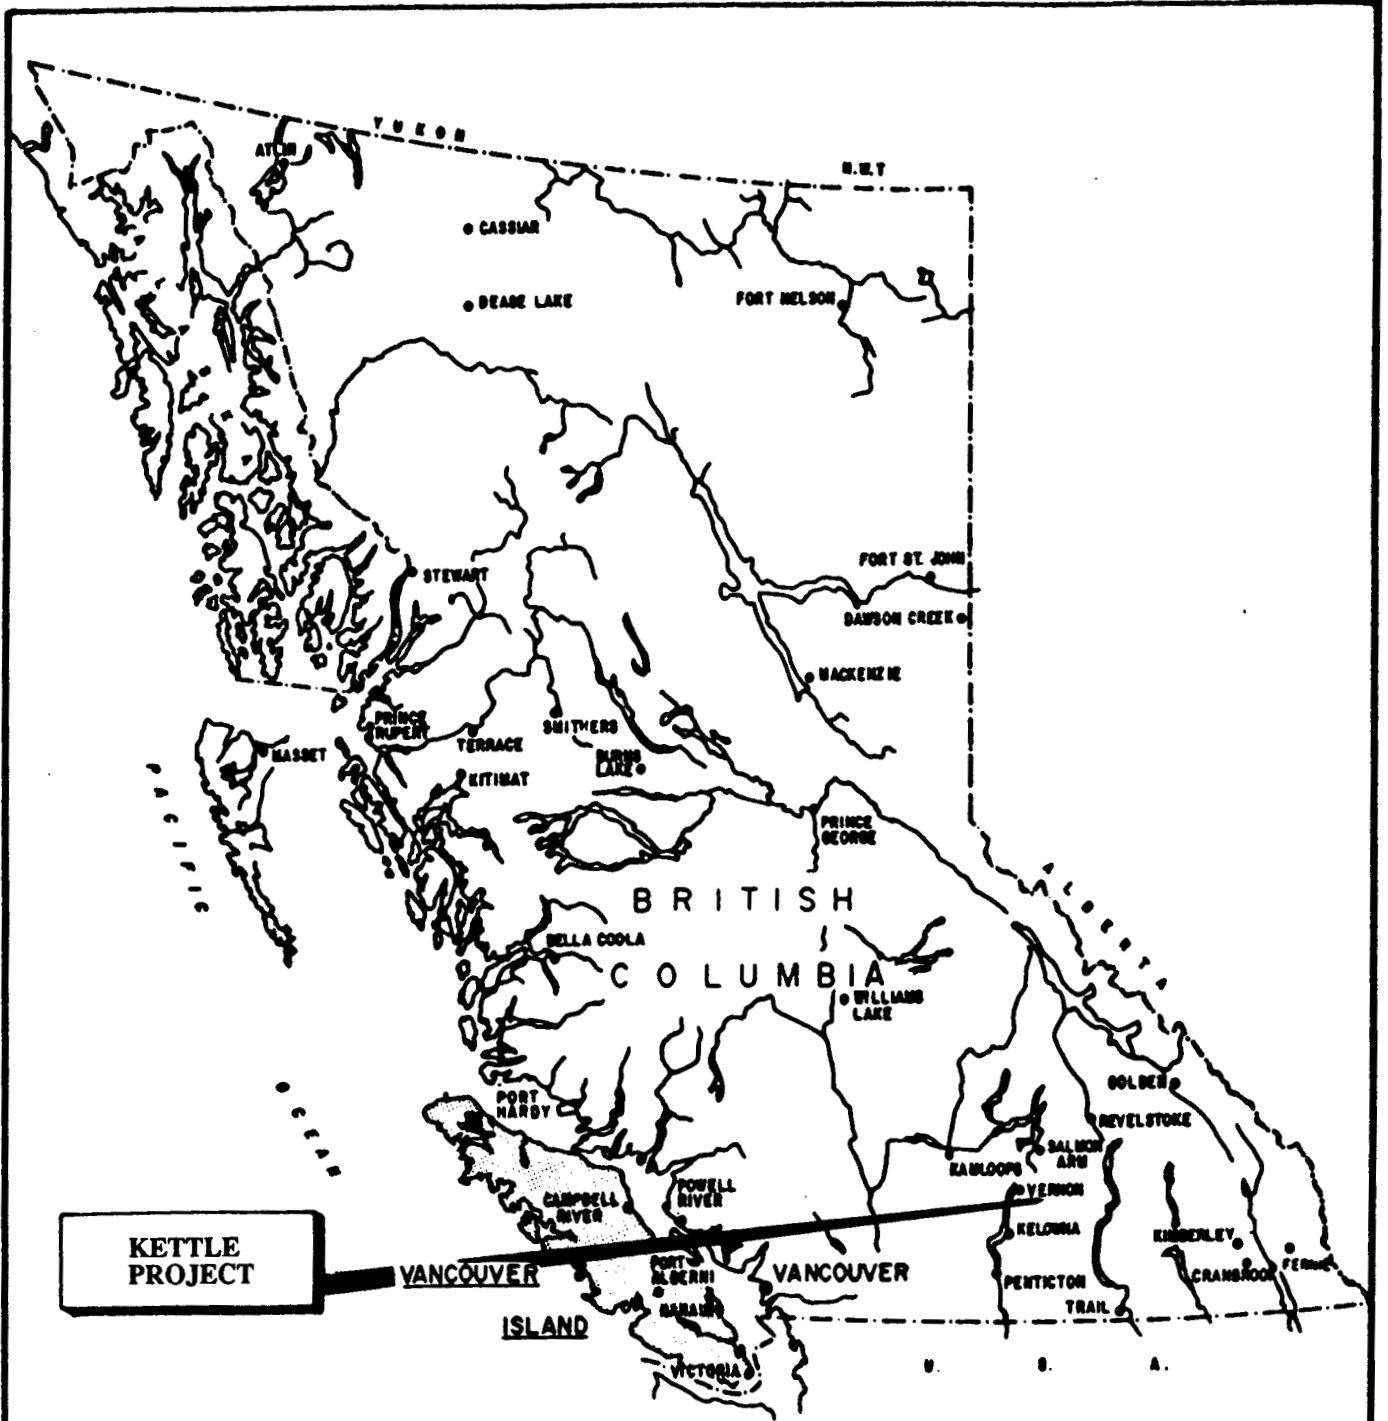 YUKON
N.W.T
ATLIN
CASSIAR
DEASE LAKE
FORT NELSON
STEWART
FORT ST. JOHN
DAWSON CREEK
MACKENZIE
PRINCE
RUPERT
TERRACE
SMITHERS
BURNS
LAKE
MASSET
KITIMAT
PRINCE
GEORGE
PACIFIC
OCEAN
BRITISH
COLUMBIA
ALBERTA
BELLA COOLA
WILLIAMS
LAKE
PORT
HARDY
GOLDEN
REVELSTOKE
SALMON
ARM
KAMLOOPS
VERNON
CAMPBELL
RIVER
POWELL
RIVER
KELOWNA
KIMBERLEY
KETTLE
PROJECT
VANCOUVER
ISLAND
PORT
ALBERNI
NANAIMO
VANCOUVER
PENTICTON
CRANBROOK
FERNIE
TRAIL
VICTORIA
U. S. A.